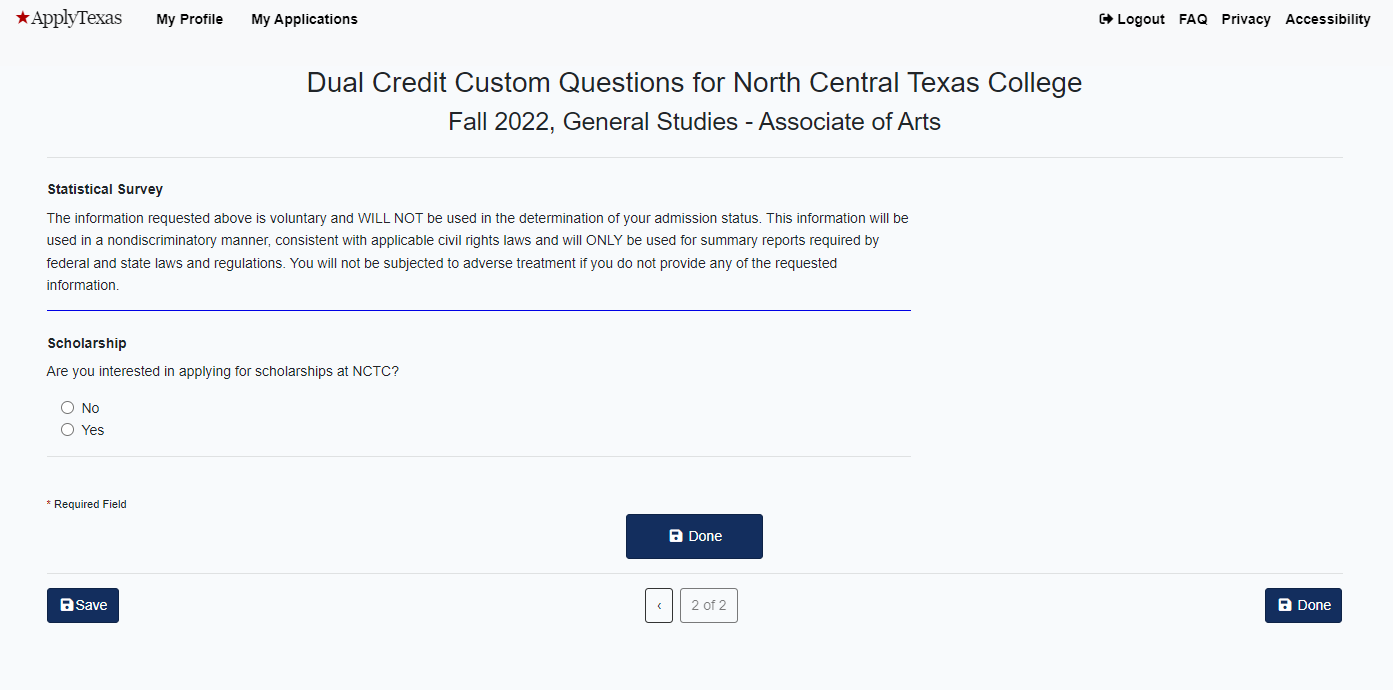 ApplyTexas My Profile My Applications Logout FAQ Privacy Accessibility
Dual Credit Custom Questions for North Central Texas College
Fall 2022, General Studies - Associate of Arts
Statistical Survey
The information requested above is voluntary and WILL NOT be used in the determination of your admission status. This information will be
used in a nondiscriminatory manner, consistent with applicable civil rights laws and will ONLY be used for summary reports required by
federal and state laws and regulations. You will not be subjected to adverse treatment if you do not provide any of the requested
information.
Scholarship
Are you interested in applying for scholarships at NCTC?
No
Yes
* Required Field
Done
Save ‹ 2 of 2 Done